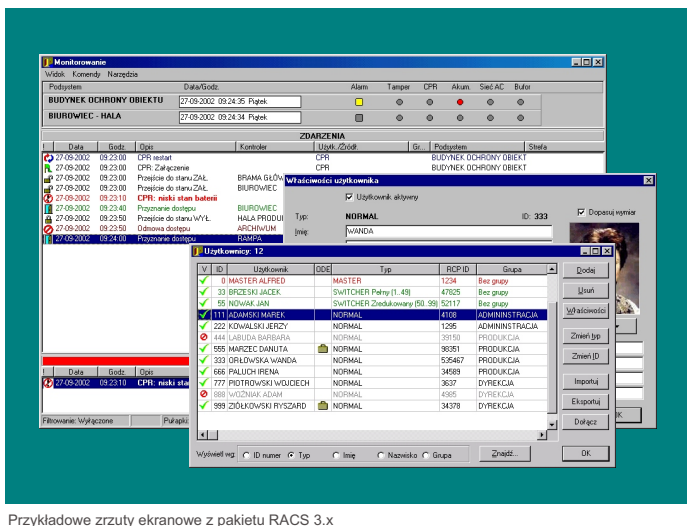 Monitorowanie
Widok Komendy Narzędzia
Podsystem Data/Godz. Alarm Tamper CPR Akum. Sieć AC Bufor
BUDYNEK OCHRONY OBIEKTU 27-09-2002 09:24:35 Piątek
BIUROWIEC - HALA 27-09-2002 09:24:34 Piątek
ZDARZENIA
! Data Godz. Opis Kontroler Użytk./Źródł. Gr... Podsystem Strefa
27-09-2002 09:23:00 CPR restart CPR BUDYNEK OCHRONY OBIEKT
27-09-2002 09:23:00 CPR: Załączenie CPR BUDYNEK OCHRONY OBIEKT
27-09-2002 09:23:00 Przejście do stanu ZAŁ. BRAMA GŁÓW
27-09-2002 09:23:00 Przejście do stanu ZAŁ. BIUROWIEC
27-09-2002 09:23:10 CPR: niski stan baterii
27-09-2002 09:23:40 Przyznanie dostępu BIUROWIEC
27-09-2002 09:23:50 Przejście do stanu WYŁ. HALA PRODU
27-09-2002 09:23:50 Odmowa dostępu ARCHIWUM
27-09-2002 09:24:00 Przyznanie dostępu RAMPA
! Data Godz. Opis
27-09-2002 09:23:10 CPR: niski sta
Filtrowanie: Wyłączone Pułapki:
Właściwości użytkownika
Użytkownik aktywny
Typ: NORMAL ID: 333 Dopasuj wymiar
Imię: WANDA
K
Użytkownicy: 12
V ID Użytkownik ODE Typ RCP ID Grupa
0 MASTER ALFRED MASTER 1234 Bez grupy
33 BRZESKI JACEK SWITCHER Pełny (1..49) 47825 Bez grupy
55 NOWAK JAN SWITCHER Zredukowany (50..99) 52117 Bez grupy
111 ADAMSKI MAREK NORMAL 4108 ADMININSTRACJA
222 KOWALSKI JERZY NORMAL 1295 ADMININSTRACJA
444 LABUDA BARBARA NORMAL 39150 PRODUKCJA
555 MARZEC DANUTA NORMAL 98351 PRODUKCJA
333 ORŁOWSKA WANDA NORMAL 535467 PRODUKCJA
666 PALUCH IRENA NORMAL 34589 PRODUKCJA
777 PIOTROWSKI WOJCIECH NORMAL 3637 DYREKCJA
888 WOŹNIAK ADAM NORMAL 4985 DYREKCJA
999 ZIÓŁKOWSKI RYSZARD NORMAL 34378 DYREKCJA
Dodaj
Usuń
Właściwości
Zmień typ
Zmień ID
Importuj
Eksportuj
Dołącz
Wyświetl wg: ID numer Typ Imię Nazwisko Grupa Znajdź... OK
Przykładowe zrzuty ekranowe z pakietu RACS 3.x